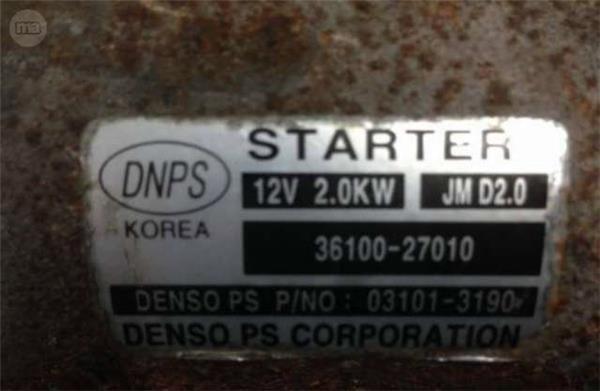 ma
STARTER
DNPS
12V 2.0KW JM D2.0
KOREA
36100-27010
DENSO PS P/NO: 03101-3190
DENSO PS CORPORATION